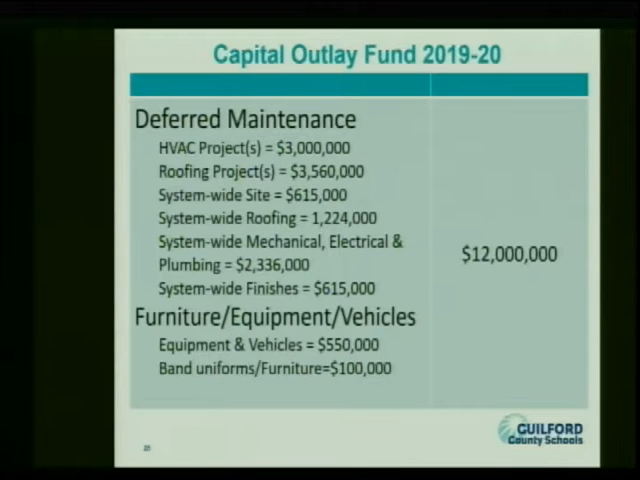 Capital Outlay Fund 2019-20
Deferred Maintenance
HVAC Project(s) = $3,000,000
Roofing Project(s) = $3,560,000
System-wide Site = $615,000
System-wide Roofing = 1,224,000
System-wide Mechanical, Electrical &
Plumbing = $2,336,000
System-wide Finishes = $615,000
Furniture/Equipment/Vehicles
Equipment & Vehicles = $550,000
Band uniforms/Furniture=$100,000
$12,000,000
GUILFORD
County Schools